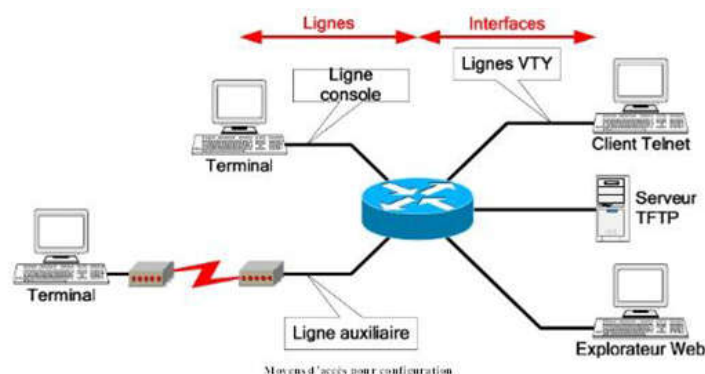 Lignes
Interfaces
Ligne
console
Lignes VTY
Terminal
Client Telnet
Serveur
TFTP
Terminal
Ligne auxiliaire
Explorateur Web
Moyens d'accès pour configuration